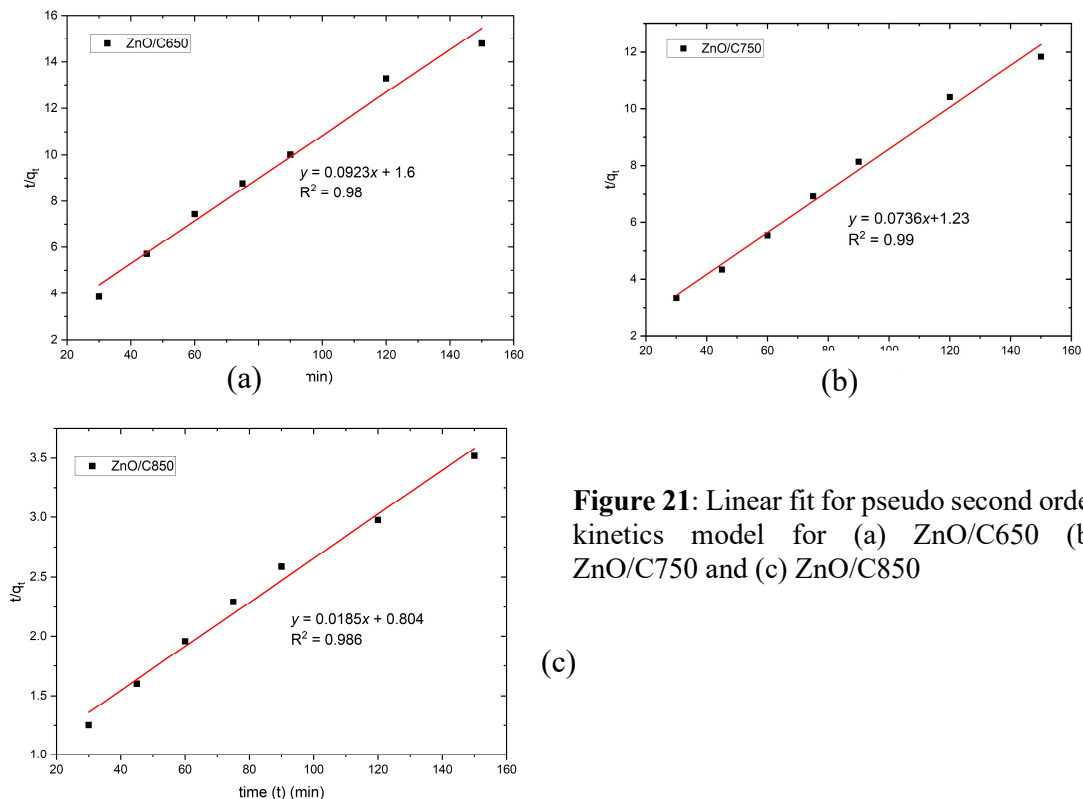 16
14
12
10
8
6
4
2
t/qt
ZnO/C650
y = 0.0923x + 1.6
R² = 0.98
20 40 60 80 100 120 140 160
(a) min)
12
10
8
6
4
2
t/qt
ZnO/C750
y = 0.0736x+1.23
R² = 0.99
20 40 60 80 100 120 140 160
(b)
3.5
3.0
2.5
2.0
1.5
1.0
t/qt
ZnO/C850
y = 0.0185x + 0.804
R² = 0.986
20 40 60 80 100 120 140 160
time (t) (min)
(c)
Figure 21: Linear fit for pseudo second orde
kinetics model for (a) ZnO/C650 (b
ZnO/C750 and (c) ZnO/C850